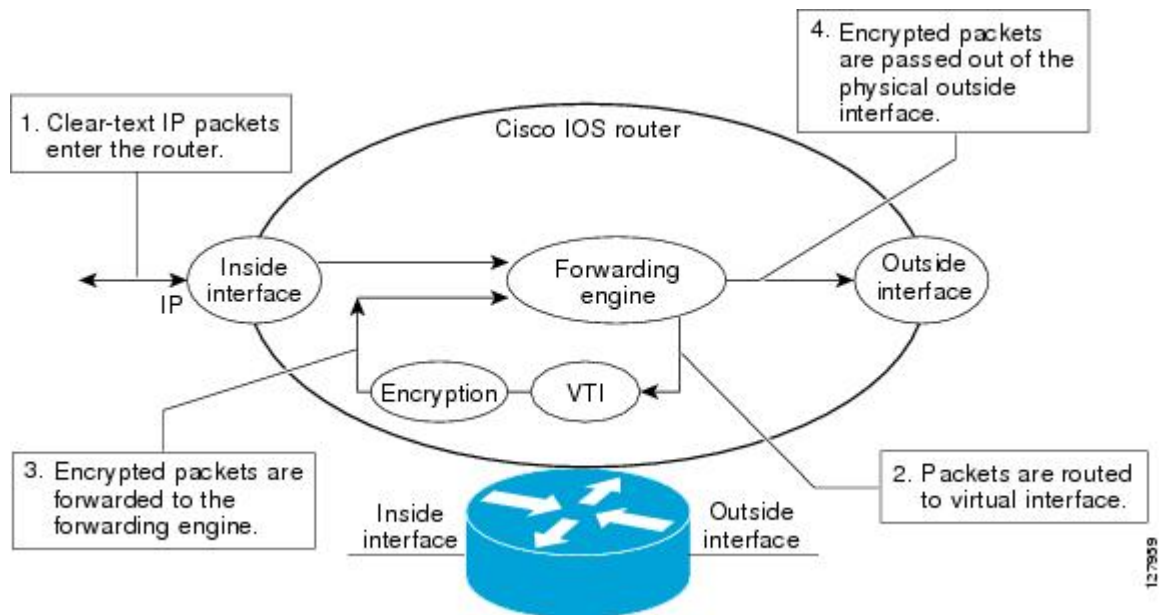 4. Encrypted packets
are passed out of the
physical outside
interface.
1. Clear-text IP packets
enter the router.
Cisco IOS router
Inside
interface
IP
Forwarding
engine
Outside
interface
Encryption
VTI
3. Encrypted packets are
forwarded to the
forwarding engine.
2. Packets are routed
to virtual interface.
Inside
interface
Outside
interface
127959